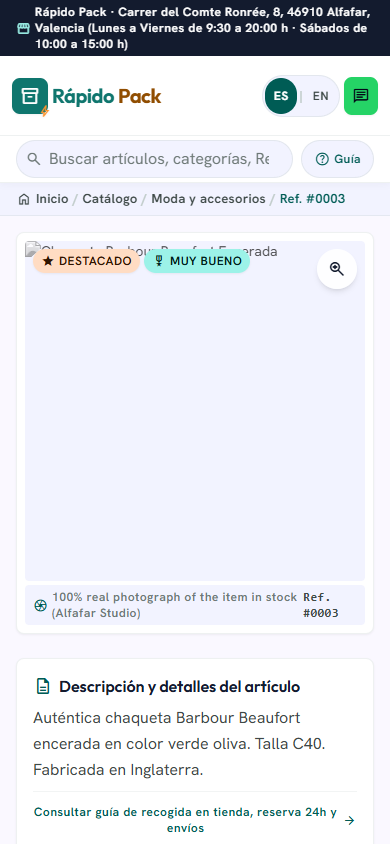 Rápido Pack · Carrer del Comte Ronrée, 8, 46910 Alfafar,
Valencia (Lunes a Viernes de 9:30 a 20:00 h · Sábados de
10:00 a 15:00 h)
Rápido Pack
ES | EN
Buscar artículos, categorías, Re
Guía
Inicio / Catálogo / Moda y accesorios / Ref. #0003
DESTACADO
MUY BUENO
100% real photograph of the item in stock
(Alfafar Studio)
Ref.
#0003
Descripción y detalles del artículo
Auténtica chaqueta Barbour Beaufort
encerada en color verde oliva. Talla C40.
Fabricada en Inglaterra.
Consultar guía de recogida en tienda, reserva 24h y
envíos